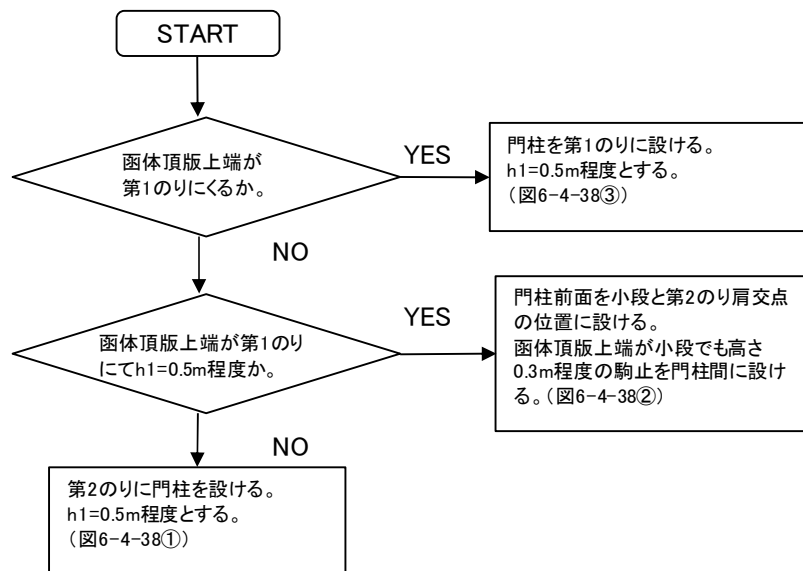 START
函体頂版上端が
第1のりにくるか。
YES
門柱を第1のりに設ける。
h1=0.5m程度とする。
(図6-4-38③)
NO
函体頂版上端が第1のり
にてh1=0.5m程度か。
YES
門柱前面を小段と第2のり肩交点
の位置に設ける。
函体頂版上端が小段でも高さ
0.3m程度の駒止を門柱間に設け
る。(図6-4-38②)
NO
第2のりに門柱を設ける。
h1=0.5m程度とする。
(図6-4-38①)